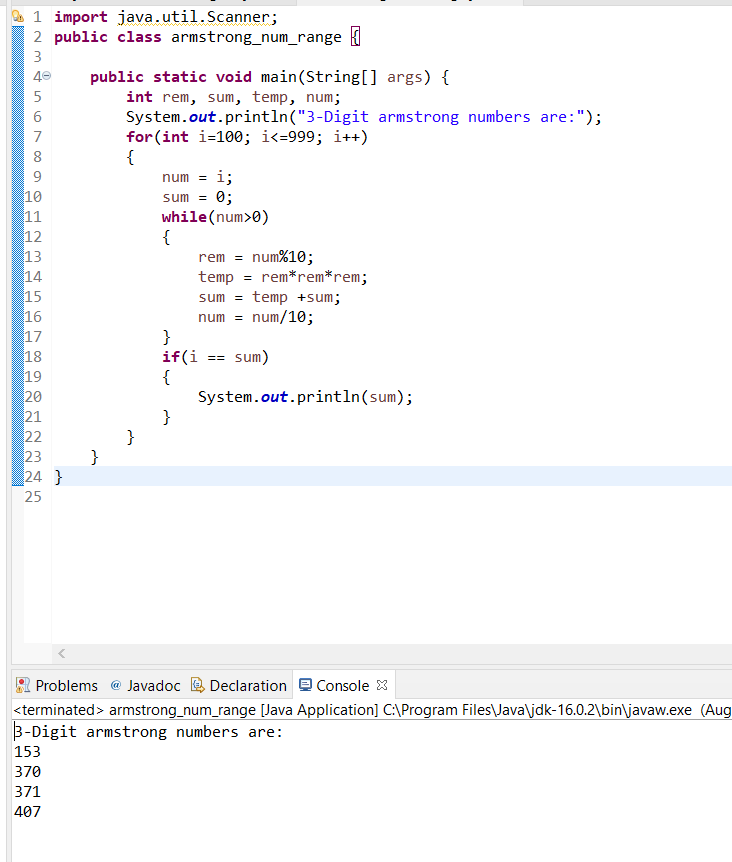 1 import java.util.Scanner;
2 public class armstrong_num_range {
3
4 public static void main(String[] args) {
5 int rem, sum, temp, num;
6 System.out.println("3-Digit armstrong numbers are:");
7 for(int i=100; i<=999; i++)
8 {
9 num = i;
10 sum = 0;
11 while(num>0)
12 {
13 rem = num%10;
14 temp = rem*rem*rem;
15 sum = temp +sum;
16 num = num/10;
17 }
18 if(i == sum)
19 {
20 System.out.println(sum);
21 }
22 }
23 }
24 }
25
Problems @ Javadoc Declaration Console
<terminated> armstrong_num_range [Java Application] C:\Program Files\Java\jdk-16.0.2\bin\javaw.exe (Aug
3-Digit armstrong numbers are:
153
370
371
407